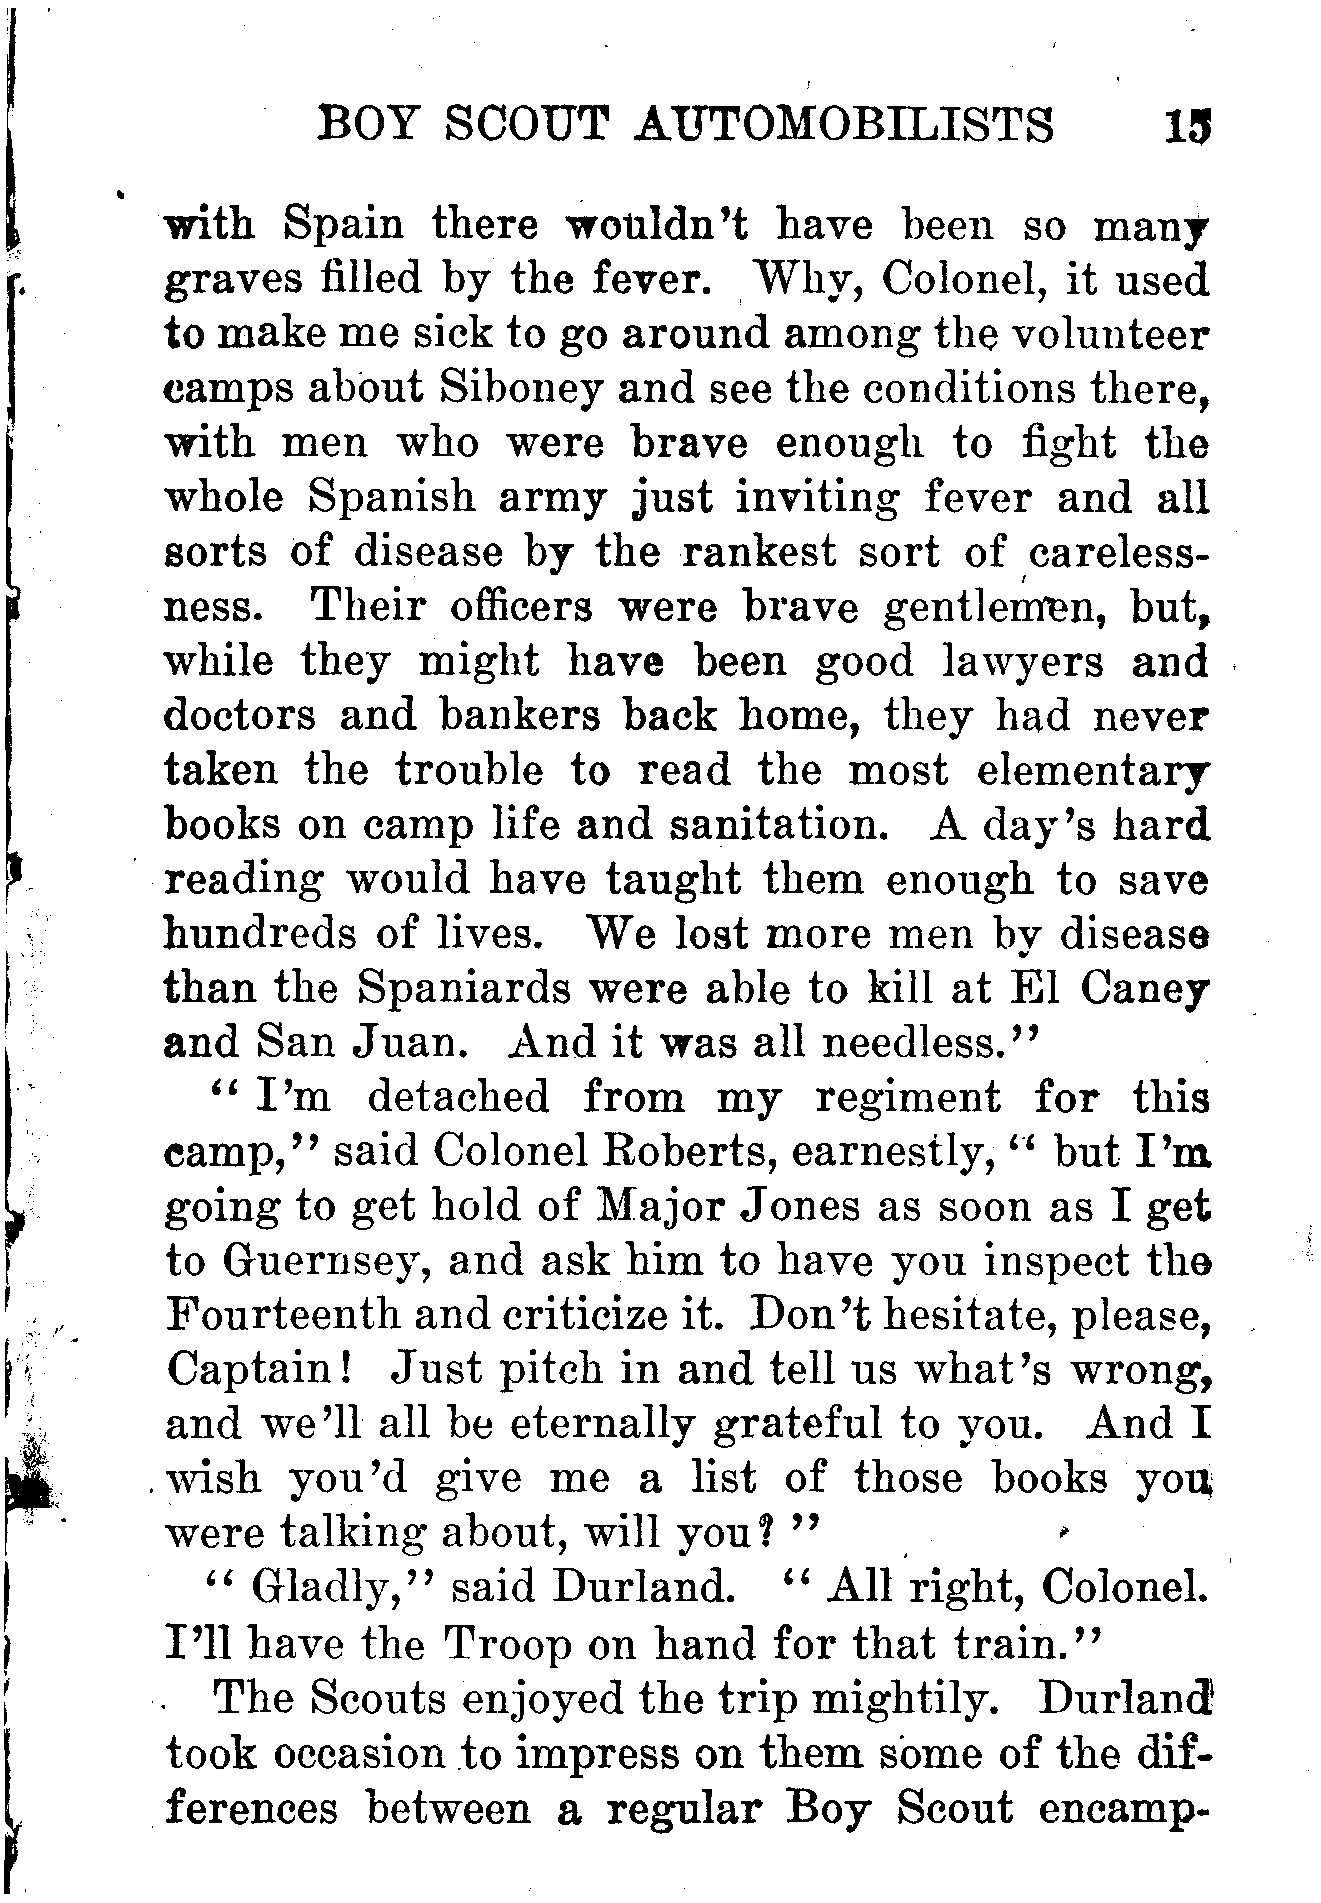 BOY SCOUT AUTOMOBILISTS 15
with Spain there wouldn't have been so many
graves filled by the fever. Why, Colonel, it used
to make me sick to go around among the volunteer
camps about Siboney and see the conditions there,
with men who were brave enough to fight the
whole Spanish army just inviting fever and all
sorts of disease by the rankest sort of careless-
ness. Their officers were brave gentlemen, but,
while they might have been good lawyers and
doctors and bankers back home, they had never
taken the trouble to read the most elementary
books on camp life and sanitation. A day's hard
reading would have taught them enough to save
hundreds of lives. We lost more men by disease
than the Spaniards were able to kill at El Caney
and San Juan. And it was all needless."
" I'm detached from my regiment for this
camp," said Colonel Roberts, earnestly, " but I'm
going to get hold of Major Jones as soon as I get
to Guernsey, and ask him to have you inspect the
Fourteenth and criticize it. Don't hesitate, please,
Captain! Just pitch in and tell us what's wrong,
and we'll all be eternally grateful to you. And I
wish you'd give me a list of those books you
were talking about, will you? "
" Gladly," said Durland. " All right, Colonel.
I'll have the Troop on hand for that train."
The Scouts enjoyed the trip mightily. Durland
took occasion to impress on them some of the dif-
ferences between a regular Boy Scout encamp-